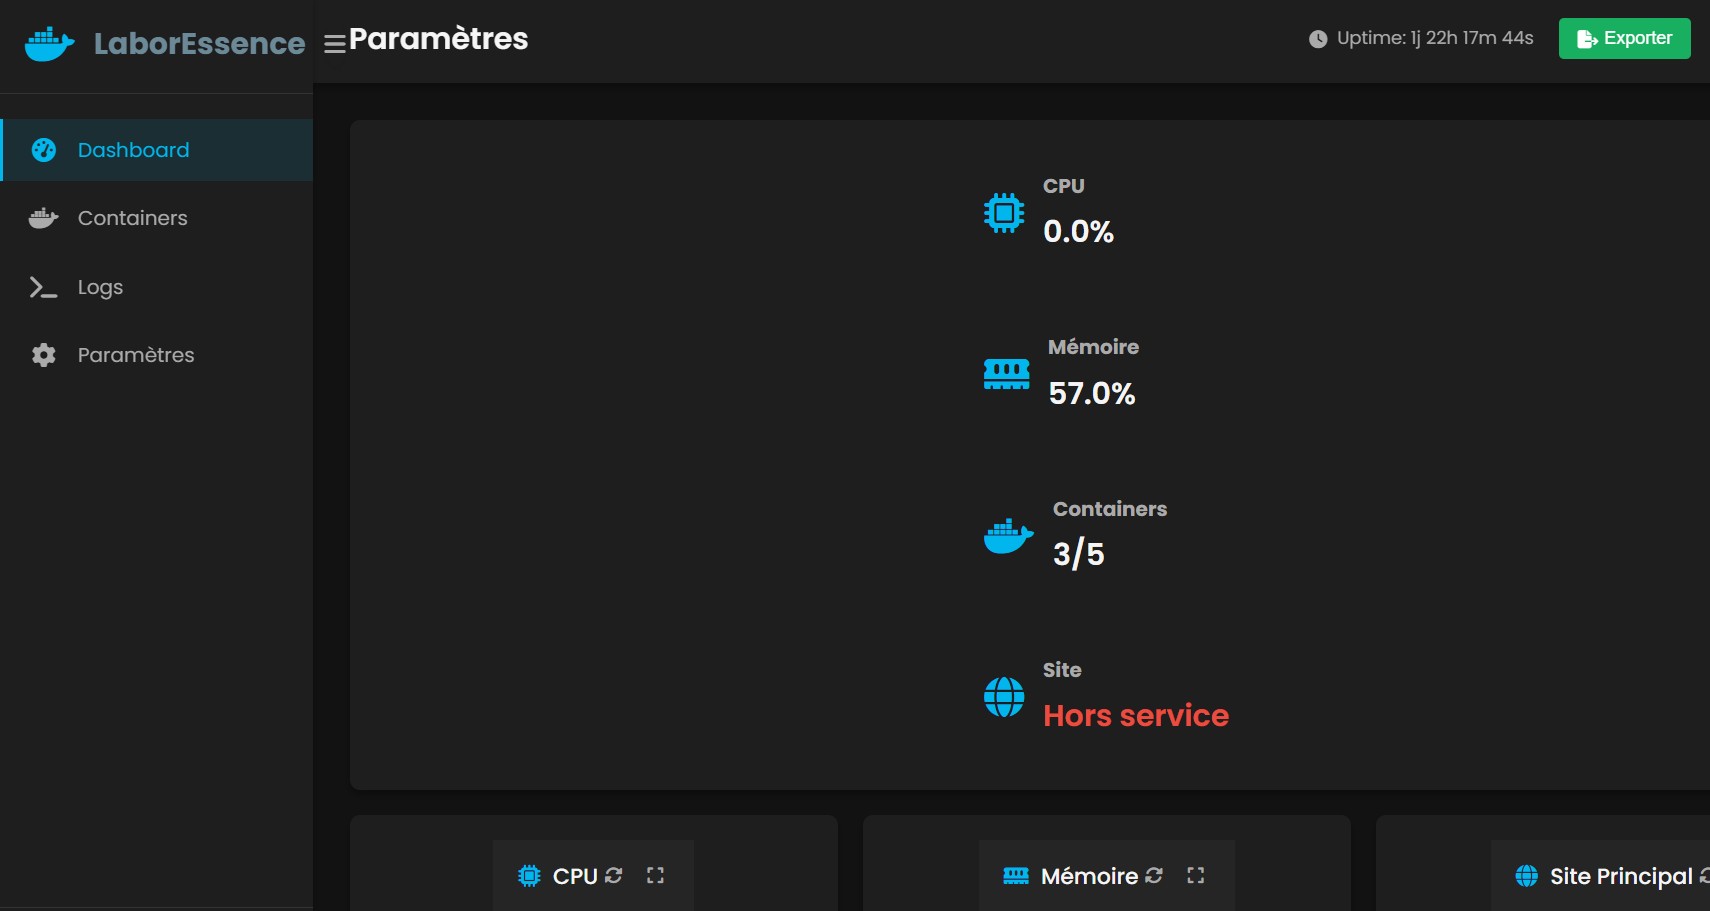 LaborEssence
Paramètres
Uptime: 1j 22h 17m 44s
Exporter
Dashboard
Containers
Logs
Paramètres
CPU
0.0%
Mémoire
57.0%
Containers
3/5
Site
Hors service
CPU
Mémoire
Site Principal